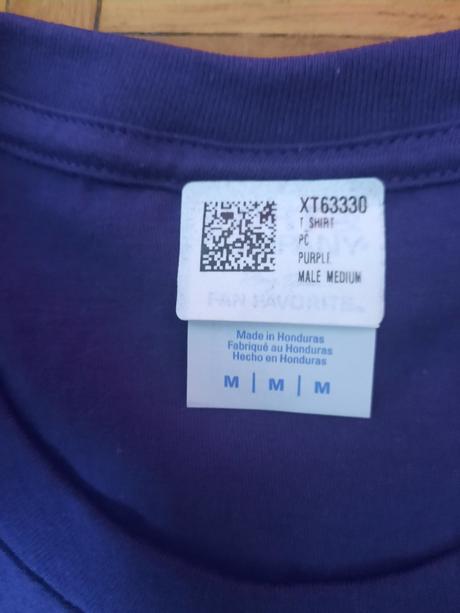 XT63330
T SHIRT
PC
PURPLE
MALE MEDIUM
FAN FAVORITE
Made in Honduras
Fabriqué au Honduras
Hecho en Honduras
M | M | M